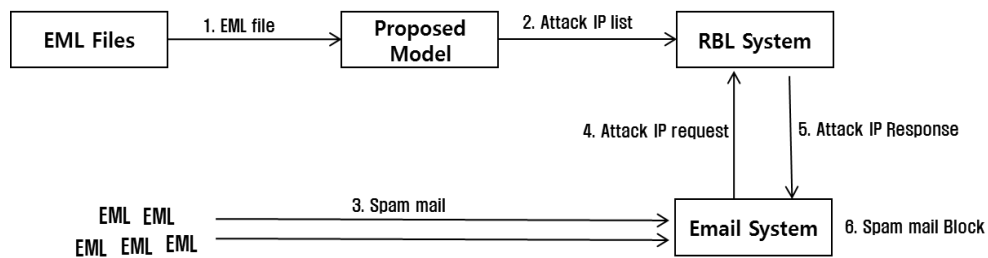 EML Files
1. EML file
Proposed
Model
2. Attack IP list
RBL System
4. Attack IP request
5. Attack IP Response
EML EML
EML EML EML
3. Spam mail
Email System
6. Spam mail Block